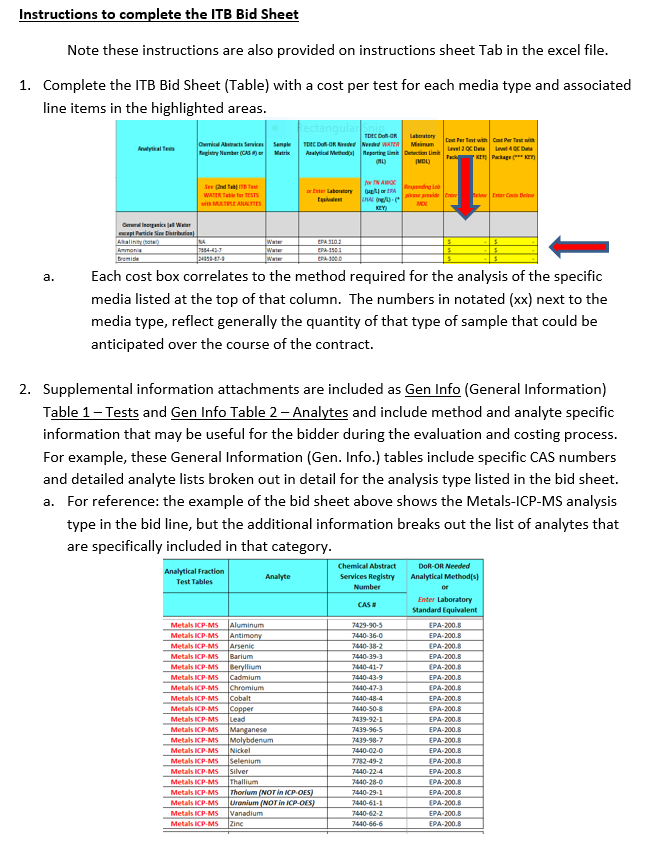 Instructions to complete the ITB Bid Sheet
Note these instructions are also provided on instructions sheet Tab in the excel file.
1. Complete the ITB Bid Sheet (Table) with a cost per test for each media type and associated
line items in the highlighted areas.
Analytical Tests
Chemical Abstracts Services
Registry Number (CAS #) or
Sample
Matrix
TDEC DoR-OR Needed
Analytical Method(s)
TDEC DoR-OR
Needed WATER
Reporting Limit
(RL)
Laboratory
Minimum
Detection Limit
(MDL)
Cost Per Test with
Level 2 QC Data
KEY)
Cost Per Test with
Level 4 QC Data
Package (*** KEY)
See (2nd Tab) ITB Test
WATER Table for TESTS
with MULTIPLE ANALYTES
or Enter Laboratory
Equivalent
for TN AWQC
(µg/L) or EPA
LHAL (mg/L) - (*
KEY)
Responding Lab
please provide
MDL
Enter
Below
Enter Costs Below
General Inorganics (all Water
except Particle Size Distribution)
Alkalinity (total) NA Water EPA 310.2 $ - $ -
Ammonia 7664-41-7 Water EPA-350.1 $ - $ -
Bromide 24959-67-9 Water EPA-300.0 $ - $ -
a. Each cost box correlates to the method required for the analysis of the specific
media listed at the top of that column. The numbers in notated (xx) next to the
media type, reflect generally the quantity of that type of sample that could be
anticipated over the course of the contract.
2. Supplemental information attachments are included as Gen Info (General Information)
Table 1 – Tests and Gen Info Table 2 – Analytes and include method and analyte specific
information that may be useful for the bidder during the evaluation and costing process.
For example, these General Information (Gen. Info.) tables include specific CAS numbers
and detailed analyte lists broken out in detail for the analysis type listed in the bid sheet.
a. For reference: the example of the bid sheet above shows the Metals-ICP-MS analysis
type in the bid line, but the additional information breaks out the list of analytes that
are specifically included in that category.
Analytical Fraction
Test Tables
Analyte
Chemical Abstract
Services Registry
Number
DoR-OR Needed
Analytical Method(s)
or
CAS #
Enter Laboratory
Standard Equivalent
Metals ICP-MS Aluminum 7429-90-5 EPA-200.8
Metals ICP-MS Antimony 7440-36-0 EPA-200.8
Metals ICP-MS Arsenic 7440-38-2 EPA-200.8
Metals ICP-MS Barium 7440-39-3 EPA-200.8
Metals ICP-MS Beryllium 7440-41-7 EPA-200.8
Metals ICP-MS Cadmium 7440-43-9 EPA-200.8
Metals ICP-MS Chromium 7440-47-3 EPA-200.8
Metals ICP-MS Cobalt 7440-48-4 EPA-200.8
Metals ICP-MS Copper 7440-50-8 EPA-200.8
Metals ICP-MS Lead 7439-92-1 EPA-200.8
Metals ICP-MS Manganese 7439-96-5 EPA-200.8
Metals ICP-MS Molybdenum 7439-98-7 EPA-200.8
Metals ICP-MS Nickel 7440-02-0 EPA-200.8
Metals ICP-MS Selenium 7782-49-2 EPA-200.8
Metals ICP-MS Silver 7440-22-4 EPA-200.8
Metals ICP-MS Thallium 7440-28-0 EPA-200.8
Metals ICP-MS Thorium (NOT in ICP-OES) 7440-29-1 EPA-200.8
Metals ICP-MS Uranium (NOT in ICP-OES) 7440-61-1 EPA-200.8
Metals ICP-MS Vanadium 7440-62-2 EPA-200.8
Metals ICP-MS Zinc 7440-66-6 EPA-200.8